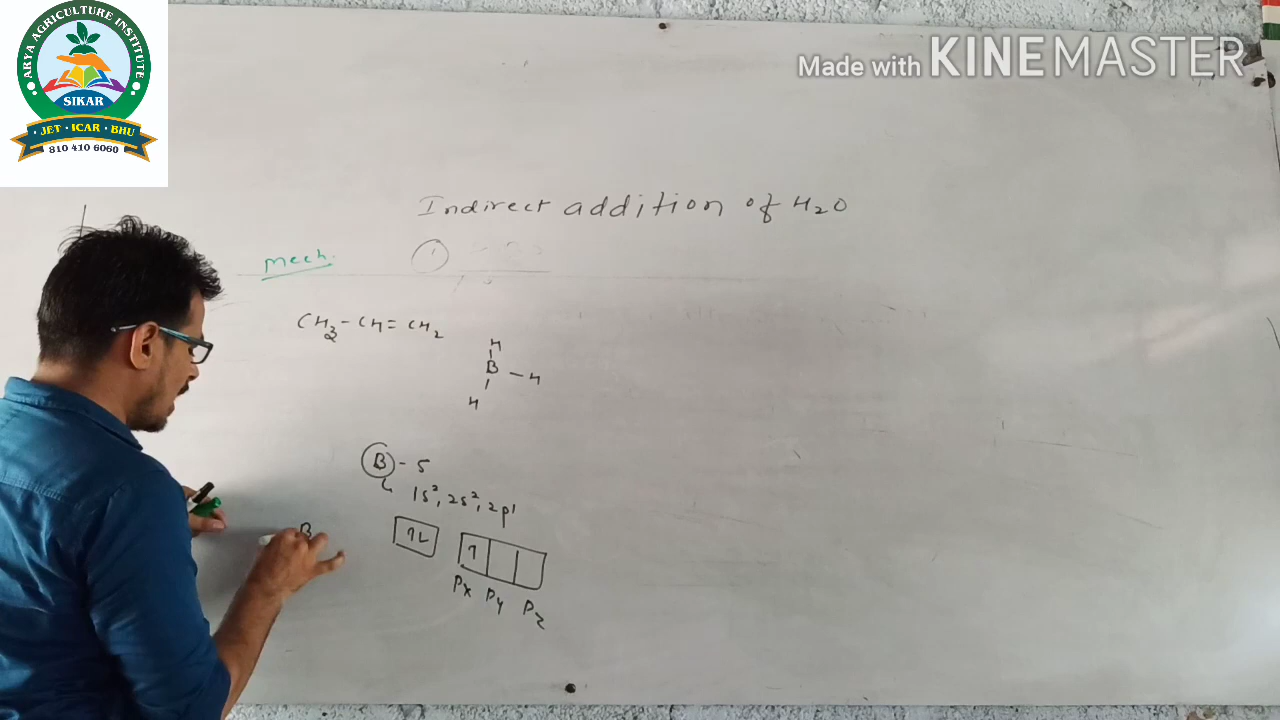 ARYA AGRICULTURE INSTITUTE
SIKAR
· JET · ICAR · BHU ·
810 410 6060
Made with KINEMASTER
Indirect addition of H₂O
Mech.
1
CH₃-CH=CH₂
H
B-H
H
B-5
1s², 2s², 2p¹
↿⇂
↿
Px Py Pz
B